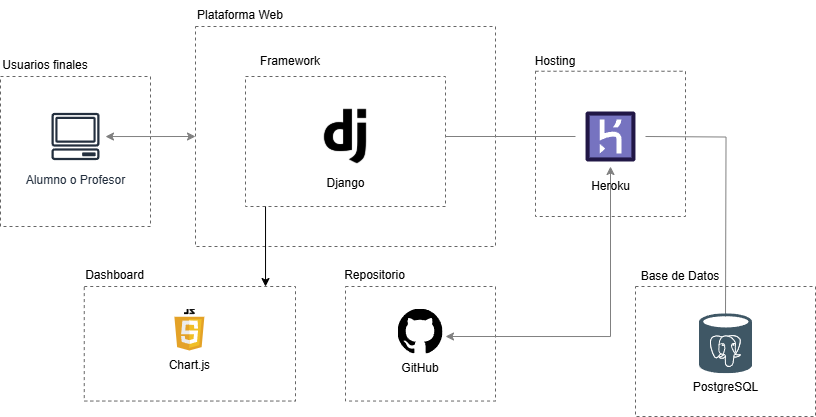 Plataforma Web
Usuarios finales
Framework
Hosting
dj
Alumno o Profesor
Django
Heroku
Dashboard
Repositorio
Base de Datos
JS
5
Chart.js
GitHub
PostgreSQL